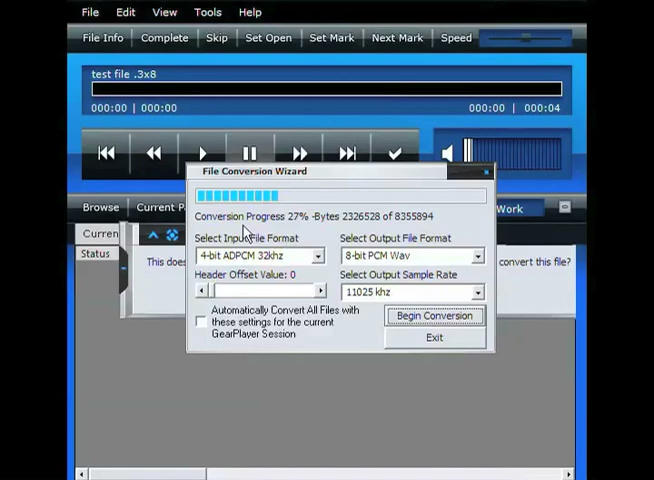 File Edit View Tools Help
File Info Complete Skip Set Open Set Mark Next Mark Speed
test file .3x8
000:00 | 000:00 000:00 | 000:04
File Conversion Wizard
Conversion Progress 27% -Bytes 2326528 of 8355894
Browse Current P Work
Select Input File Format Select Output File Format
Curren
4-bit ADPCM 32khz 8-bit PCM Wav
Status
This does convert this file?
Header Offset Value: 0 Select Output Sample Rate
11025 khz
Automatically Convert All Files with
these settings for the current
GearPlayer Session
Begin Conversion
Exit